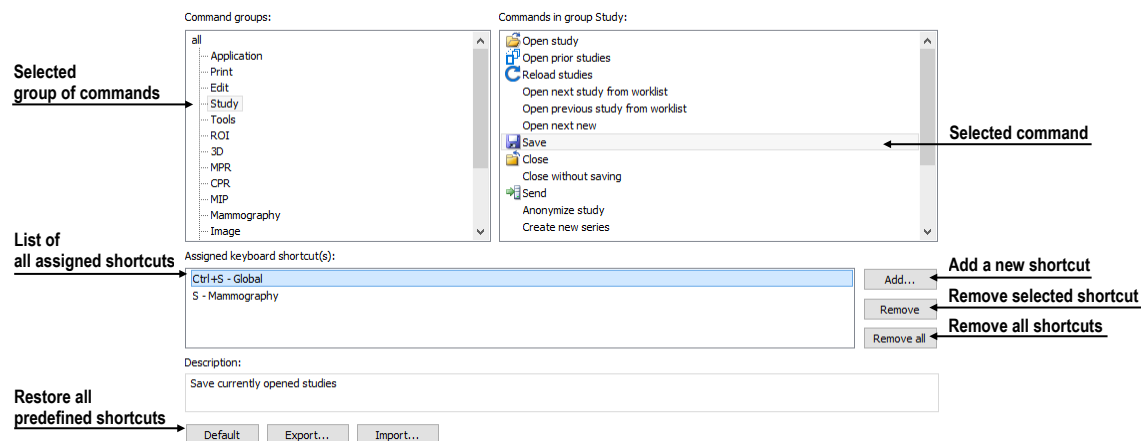 Command groups:
Commands in group Study:
all
Application
Print
Edit
Study
Tools
ROI
3D
MPR
CPR
MIP
Mammography
Image
Open study
Open prior studies
Reload studies
Open next study from worklist
Open previous study from worklist
Open next new
Save
Close
Close without saving
Send
Anonymize study
Create new series
Selected
group of commands
Selected command
List of
all assigned shortcuts
Assigned keyboard shortcut(s):
Ctrl+S - Global
S - Mammography
Add...
Remove
Remove all
Add a new shortcut
Remove selected shortcut
Remove all shortcuts
Description:
Save currently opened studies
Restore all
predefined shortcuts
Default
Export...
Import...